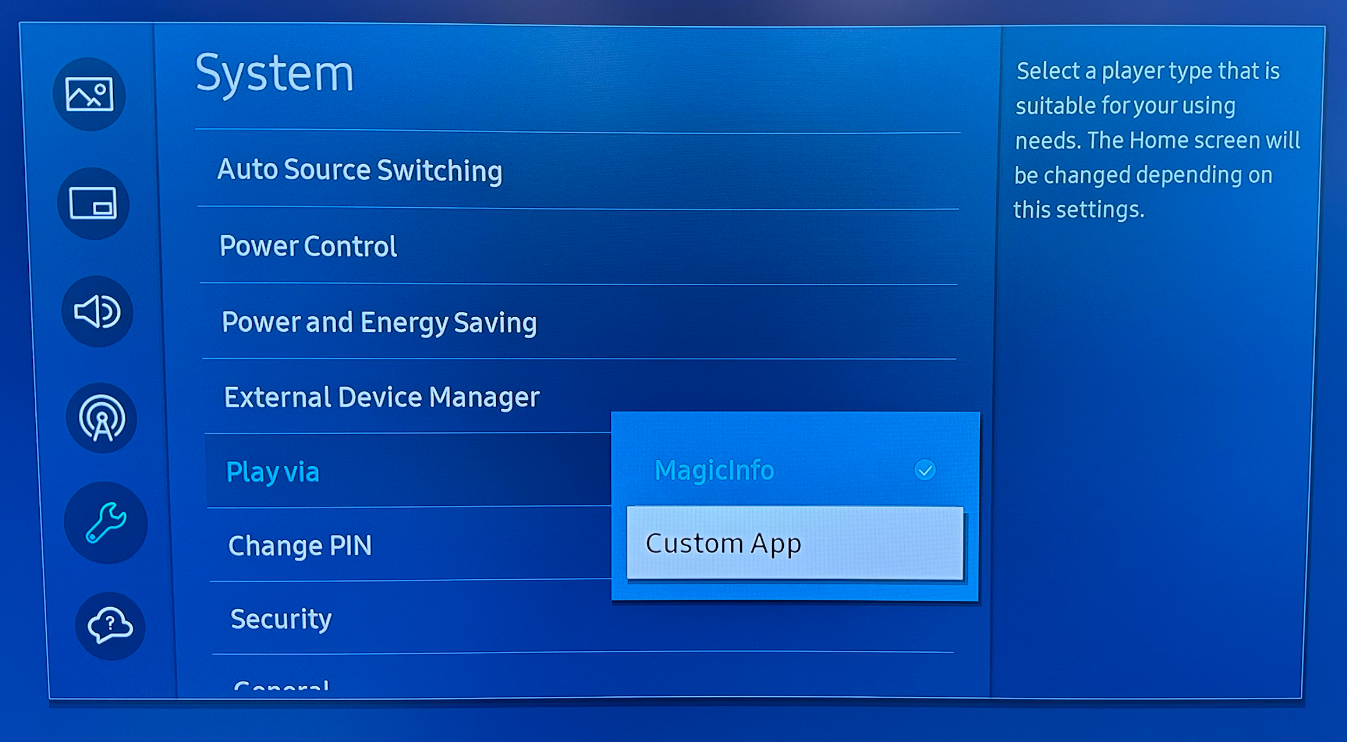 System
Auto Source Switching
Power Control
Power and Energy Saving
External Device Manager
Play via
MagicInfo
Custom App
Change PIN
Security
General
Select a player type that is
suitable for your using
needs. The Home screen will
be changed depending on
this settings.
?